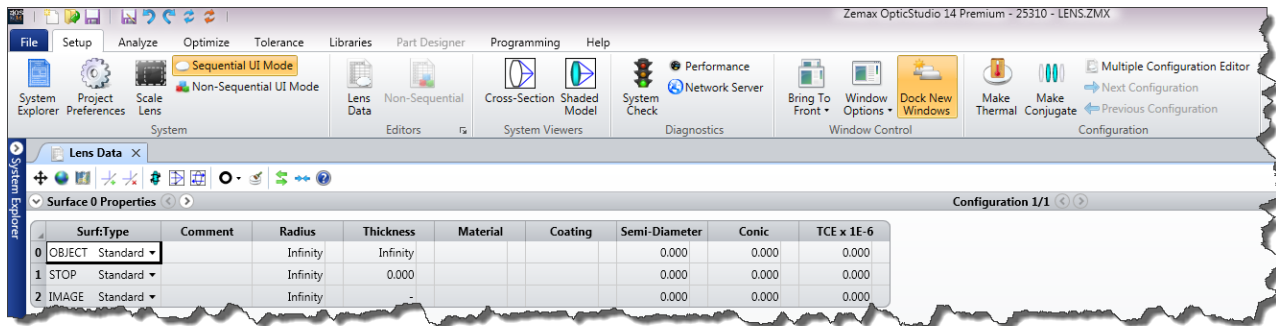 Zemax OpticStudio 14 Premium - 25310 - LENS.ZMX
File Setup Analyze Optimize Tolerance Libraries Part Designer Programming Help
System Explorer
Project Preferences
Scale Lens
Sequential UI Mode
Non-Sequential UI Mode
System
Lens Data
Non-Sequential
Editors
Cross-Section
Shaded Model
System Viewers
System Check
Performance
Network Server
Diagnostics
Bring To Front
Window Options
Dock New Windows
Window Control
Make Thermal
Make Conjugate
Multiple Configuration Editor
Next Configuration
Previous Configuration
Configuration
System Explorer
Lens Data
Surface 0 Properties
Configuration 1/1
Surf:Type Comment Radius Thickness Material Coating Semi-Diameter Conic TCE x 1E-6
0 OBJECT Standard Infinity Infinity 0.000 0.000 0.000
1 STOP Standard Infinity 0.000 0.000 0.000 0.000
2 IMAGE Standard Infinity - 0.000 0.000 0.000